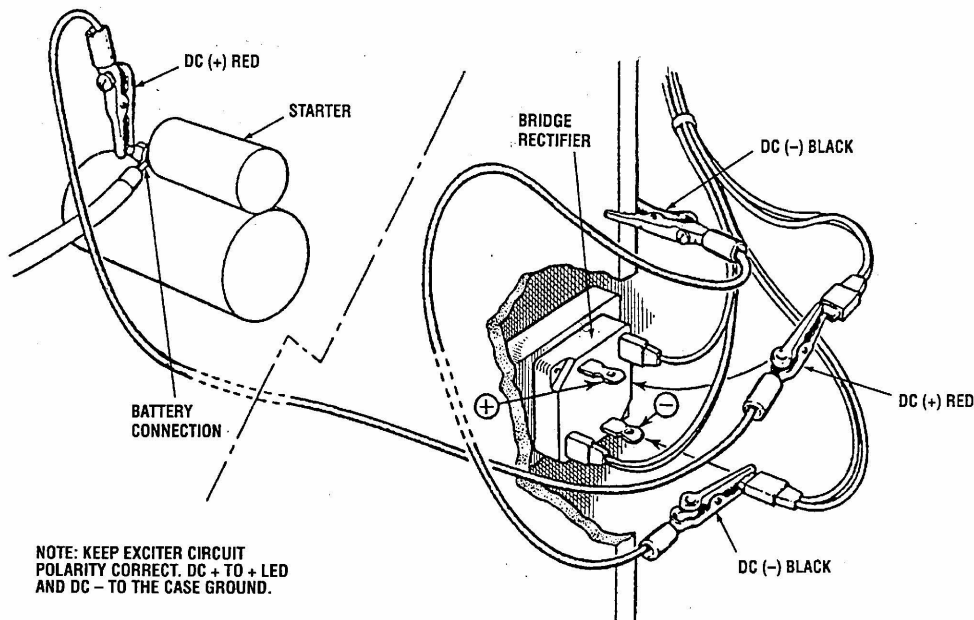 DC (+) RED
STARTER
BRIDGE
RECTIFIER
DC (−) BLACK
+
−
DC (+) RED
BATTERY
CONNECTION
DC (−) BLACK
NOTE: KEEP EXCITER CIRCUIT
POLARITY CORRECT. DC + TO + LED
AND DC − TO THE CASE GROUND.